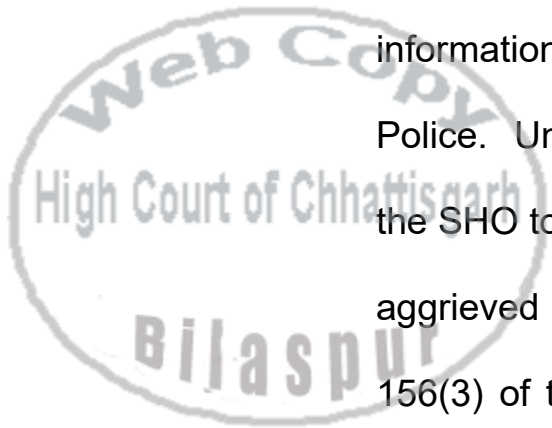 Web Copy
High Court of Chhattisgarh
Bilaspur
information
Police. Un
the SHO to
aggrieved
156(3) of t